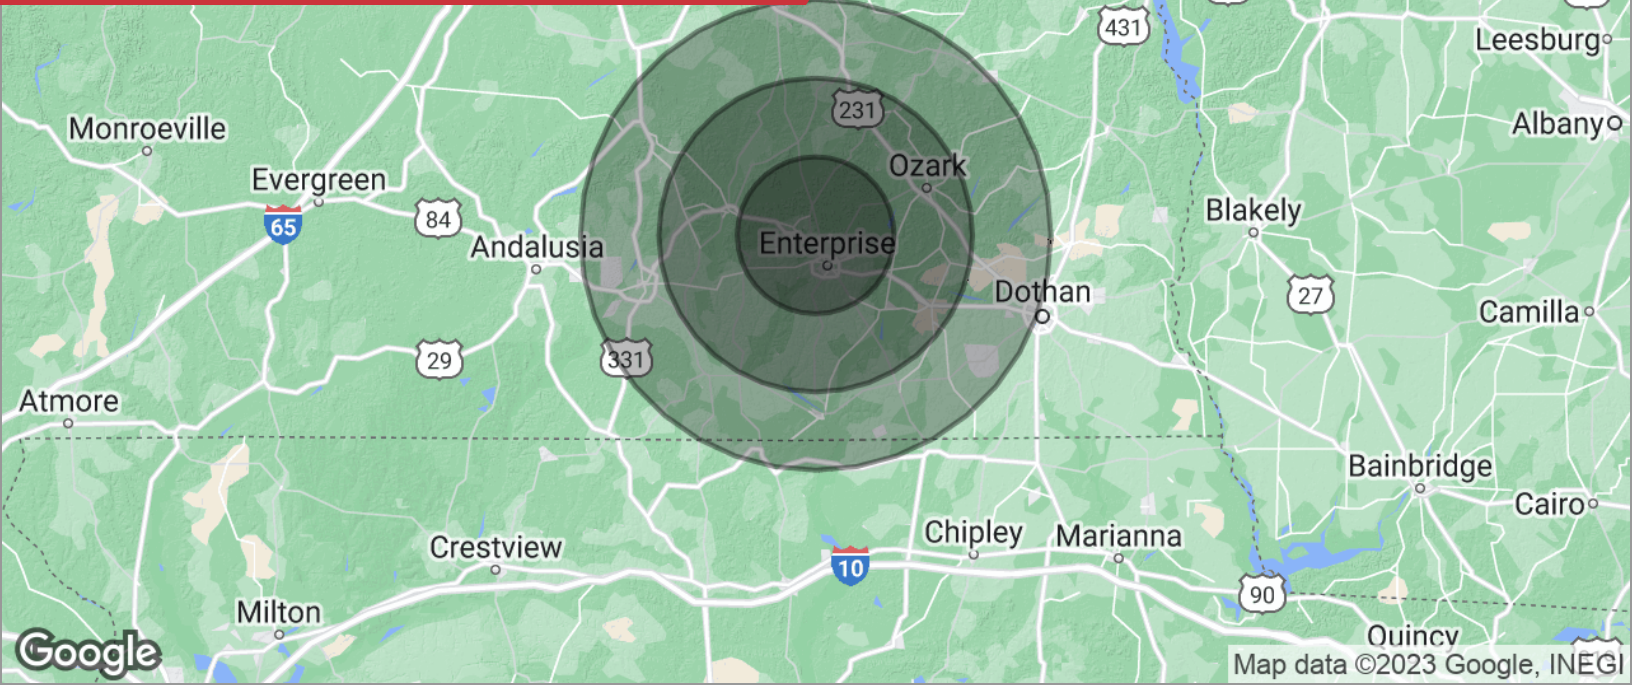 431
Leesburg
231
Albany
Monroeville
Ozark
Evergreen
84
65
Blakely
Andalusia
Enterprise
Dothan
27
Camilla
331
29
Atmore
Bainbridge
Cairo
Chipley
Marianna
Crestview
10
90
Milton
Quincy
Google
Map data ©2023 Google, INEGI